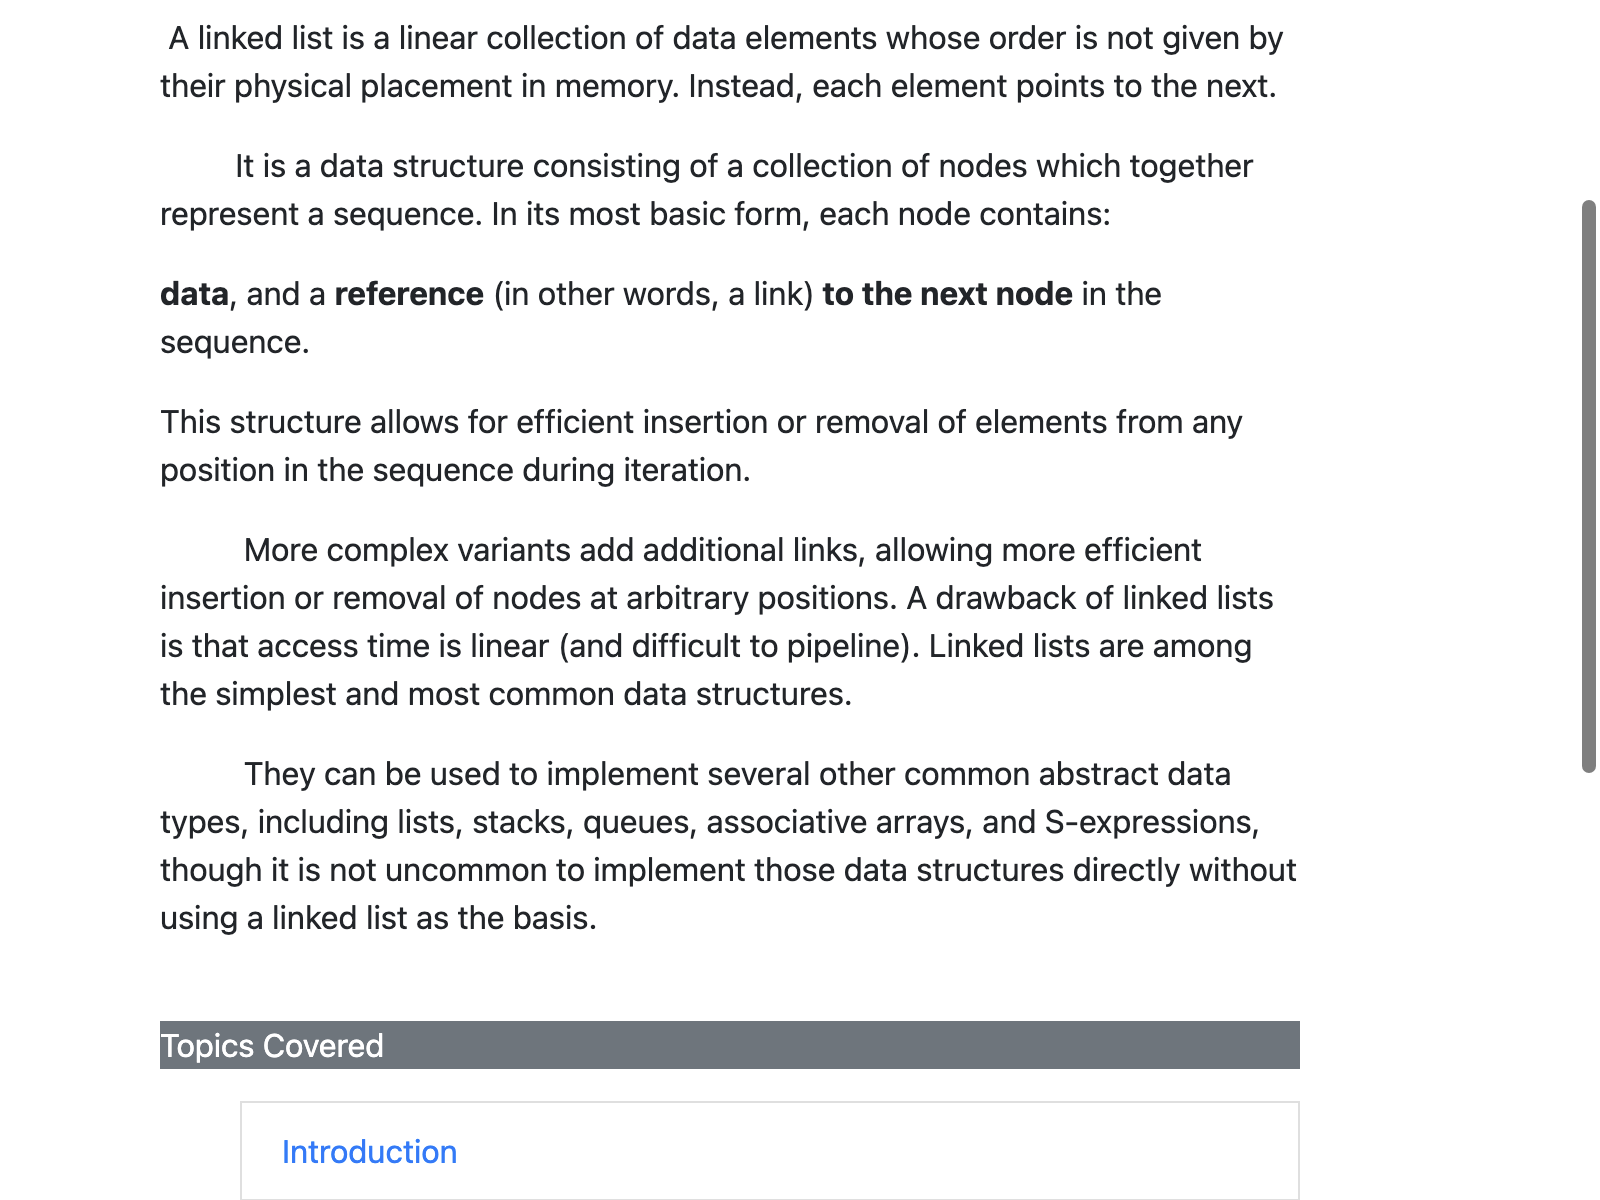 A linked list is a linear collection of data elements whose order is not given by
their physical placement in memory. Instead, each element points to the next.
It is a data structure consisting of a collection of nodes which together
represent a sequence. In its most basic form, each node contains:
data, and a reference (in other words, a link) to the next node in the
sequence.
This structure allows for efficient insertion or removal of elements from any
position in the sequence during iteration.
More complex variants add additional links, allowing more efficient
insertion or removal of nodes at arbitrary positions. A drawback of linked lists
is that access time is linear (and difficult to pipeline). Linked lists are among
the simplest and most common data structures.
They can be used to implement several other common abstract data
types, including lists, stacks, queues, associative arrays, and S-expressions,
though it is not uncommon to implement those data structures directly without
using a linked list as the basis.
Topics Covered
Introduction